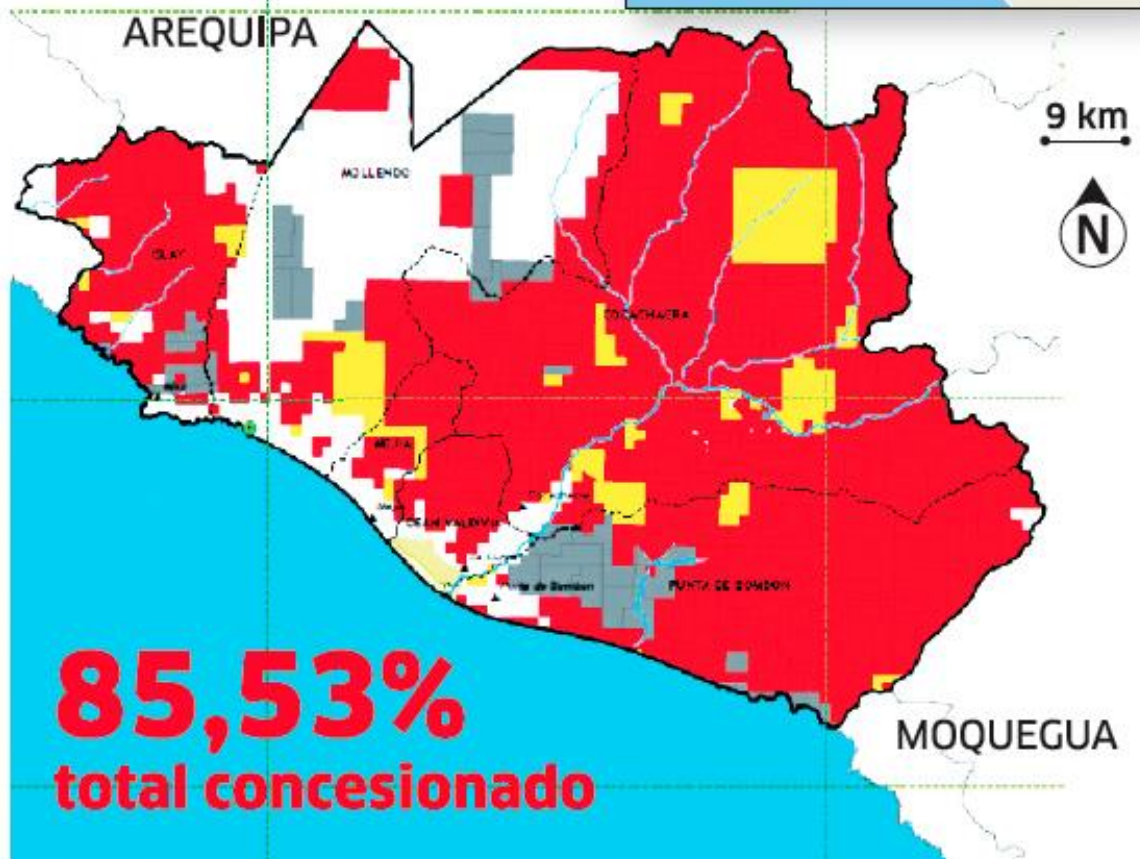 AREQUIPA
9 km
MOLLENDO
N
ISLAY
COCACHACRA
MEJIA
DEAN VALDIVIA
Punta de Bombon
PUNTA DE BOMBON
85,53%
total concesionado
MOQUEGUA